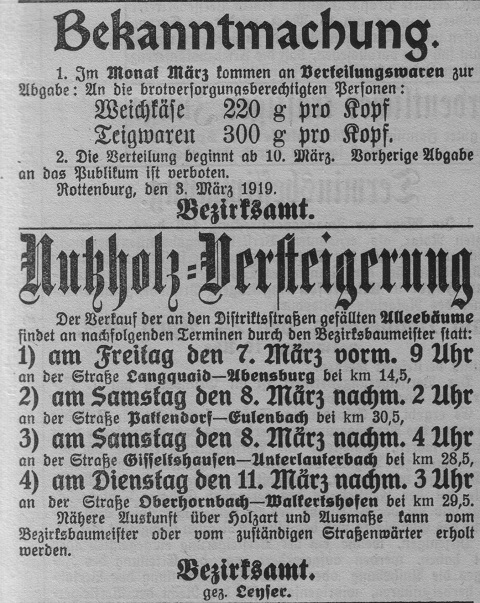 Bekanntmachung.
1. Im Monat März kommen an Verteilungswaren zur
Abgabe: An die brotversorgungsberechtigten Personen:
Weichkäse 220 g pro Kopf
Teigwaren 300 g pro Kopf.
2. Die Verteilung beginnt ab 10. März. Vorherige Abgabe
an das Publikum ist verboten.
Rottenburg, den 3. März 1919.
Bezirksamt.
Nutzholz-Versteigerung
Der Verkauf der an den Distriktsstraßen gefällten Alleebäume
findet an nachfolgenden Terminen durch den Bezirksbaumeister statt:
1) am Freitag den 7. März vorm. 9 Uhr
an der Straße Langquaid—Abensburg bei km 14,5,
2) am Samstag den 8. März nachm. 2 Uhr
an der Straße Pattendorf—Eulenbach bei km 30,5,
3) am Samstag den 8. März nachm. 4 Uhr
an der Straße Gisseltshausen—Unterlauterbach bei km 28,5,
4) am Dienstag den 11. März nachm. 3 Uhr
an der Straße Oberhornbach—Walkertshofen bei km 29,5.
Nähere Auskunft über Holzart und Ausmaße kann vom
Bezirksbaumeister oder vom zuständigen Straßenwärter erholt
werden.
Bezirksamt.
gez. Leyser.